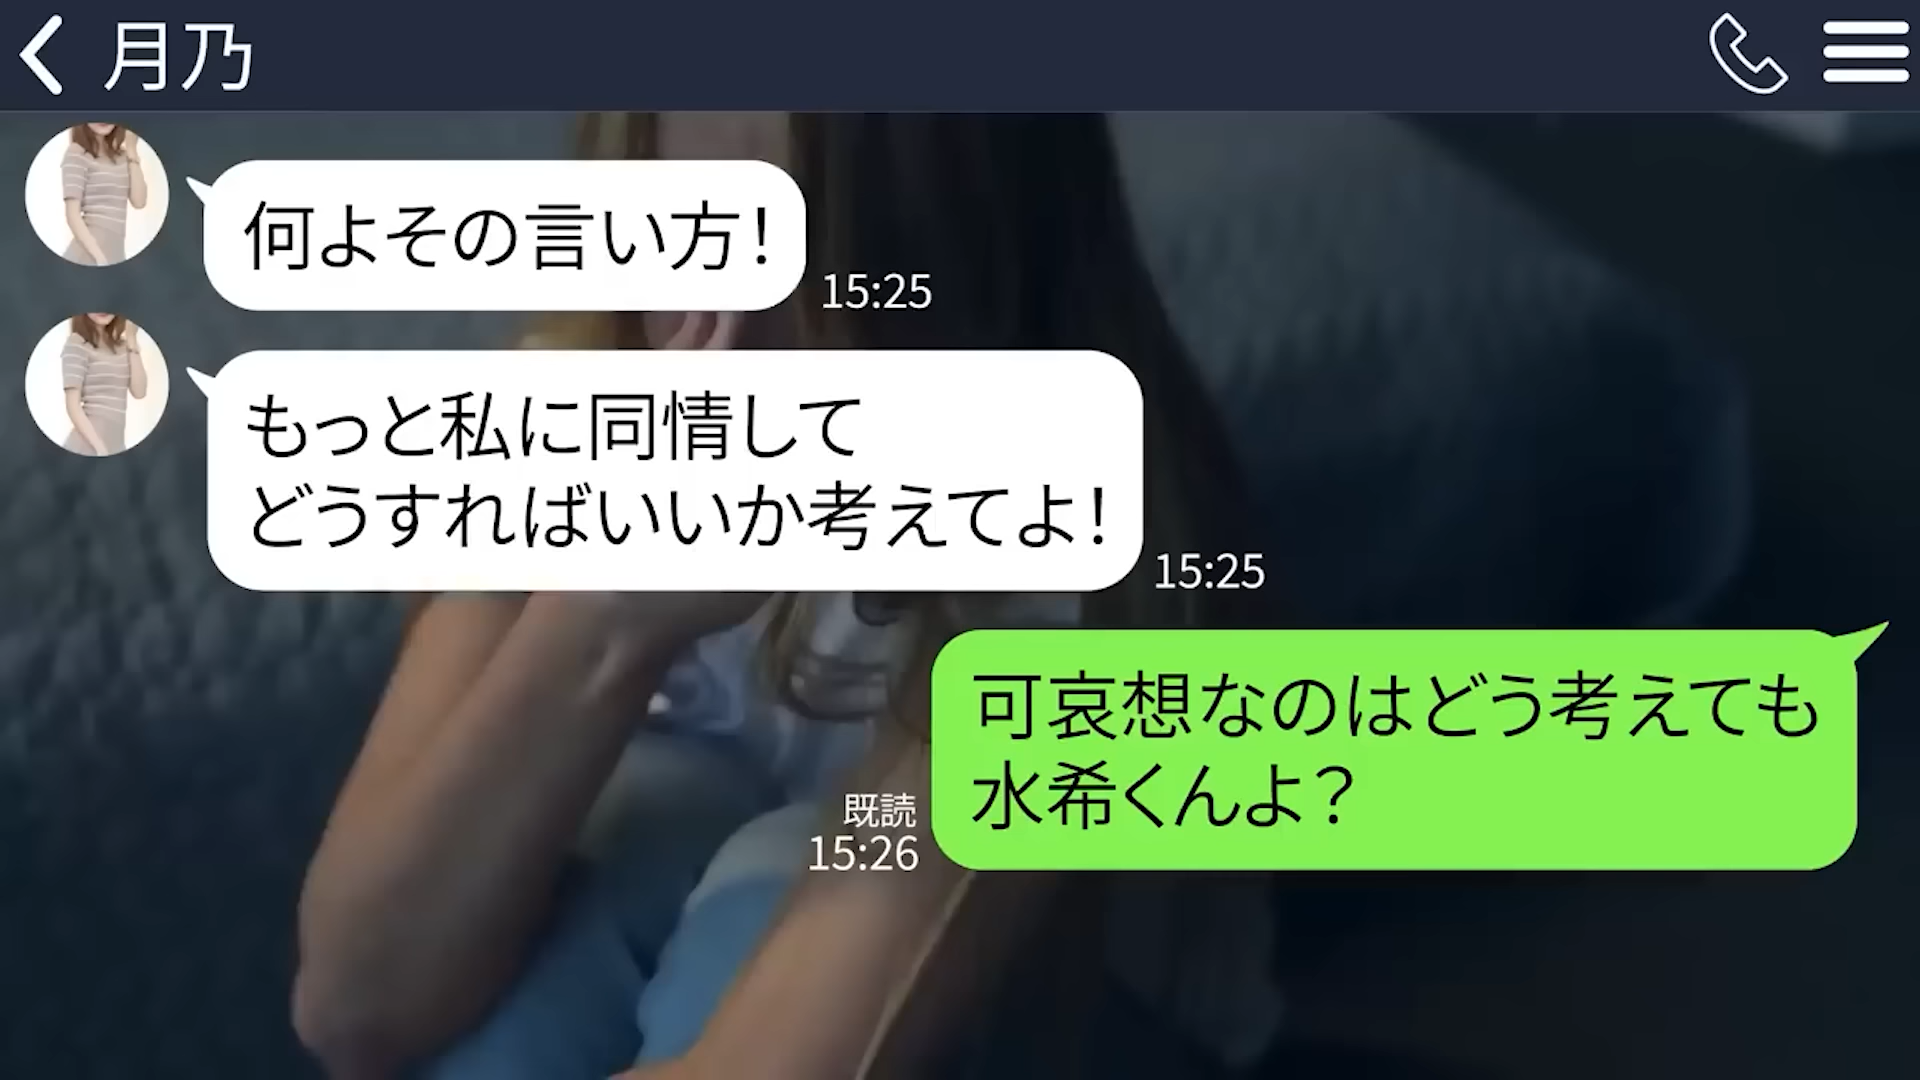 月乃
何よその言い方！
15:25
もっと私に同情して
どうすればいいか考えてよ！
15:25
可哀想なのはどう考えても
水希くんよ？
既読
15:26